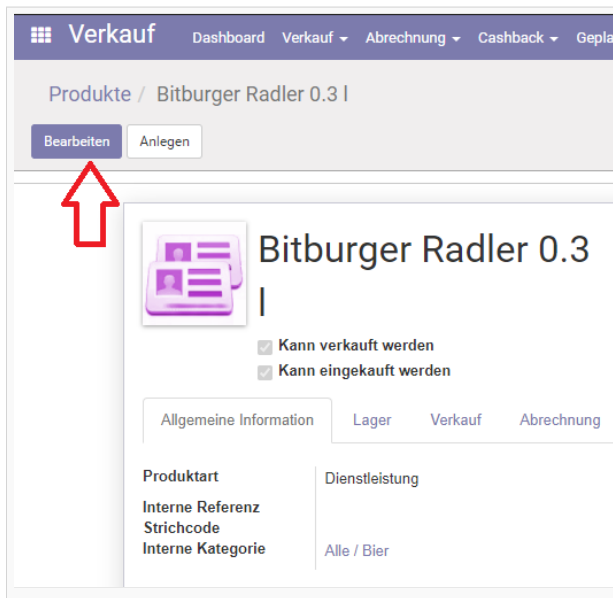 Verkauf Dashboard Verkauf Abrechnung Cashback
Produkte / Bitburger Radler 0.3 l
Bearbeiten Anlegen
Bitburger Radler 0.3
l
Kann verkauft werden
Kann eingekauft werden
Allgemeine Information Lager Verkauf Abrechnung
Produktart Dienstleistung
Interne Referenz
Strichcode
Interne Kategorie Alle / Bier